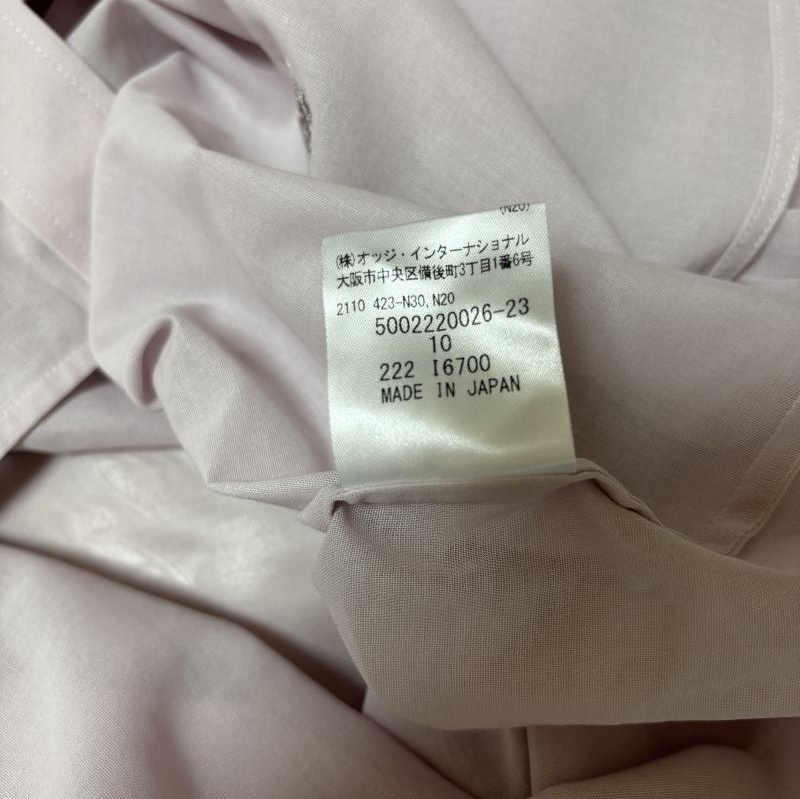 (N20)
(株)オッジ・インターナショナル
大阪市中央区備後町3丁目1番6号
2110 423-N30,N20
5002220026-23
10
222 I6700
MADE IN JAPAN